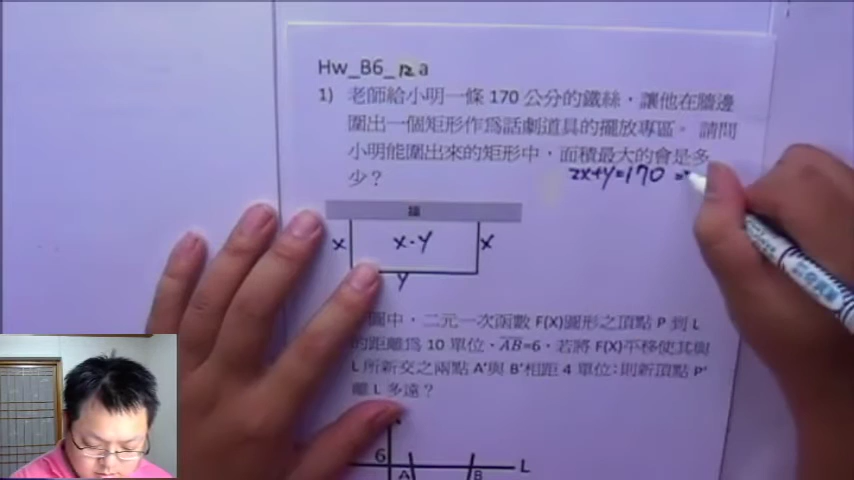 Hw_B6_12a
1) 老師給小明一條 170 公分的鐵絲，讓他在牆邊
圍出一個矩形作為話劇道具的擺放專區。 請問
小明能圍出來的矩形中，面積最大的會是多
少？
2x+y=170 =
牆
x x·y x
y
圖中，二元一次函數 F(X)圖形之頂點 P 到 L
的距離為 10 單位，AB=6，若將 F(X)平移使其與
L 所新交之兩點 A'與 B'相距 4 單位；則新頂點 P'
離 L 多遠？
6 A B L